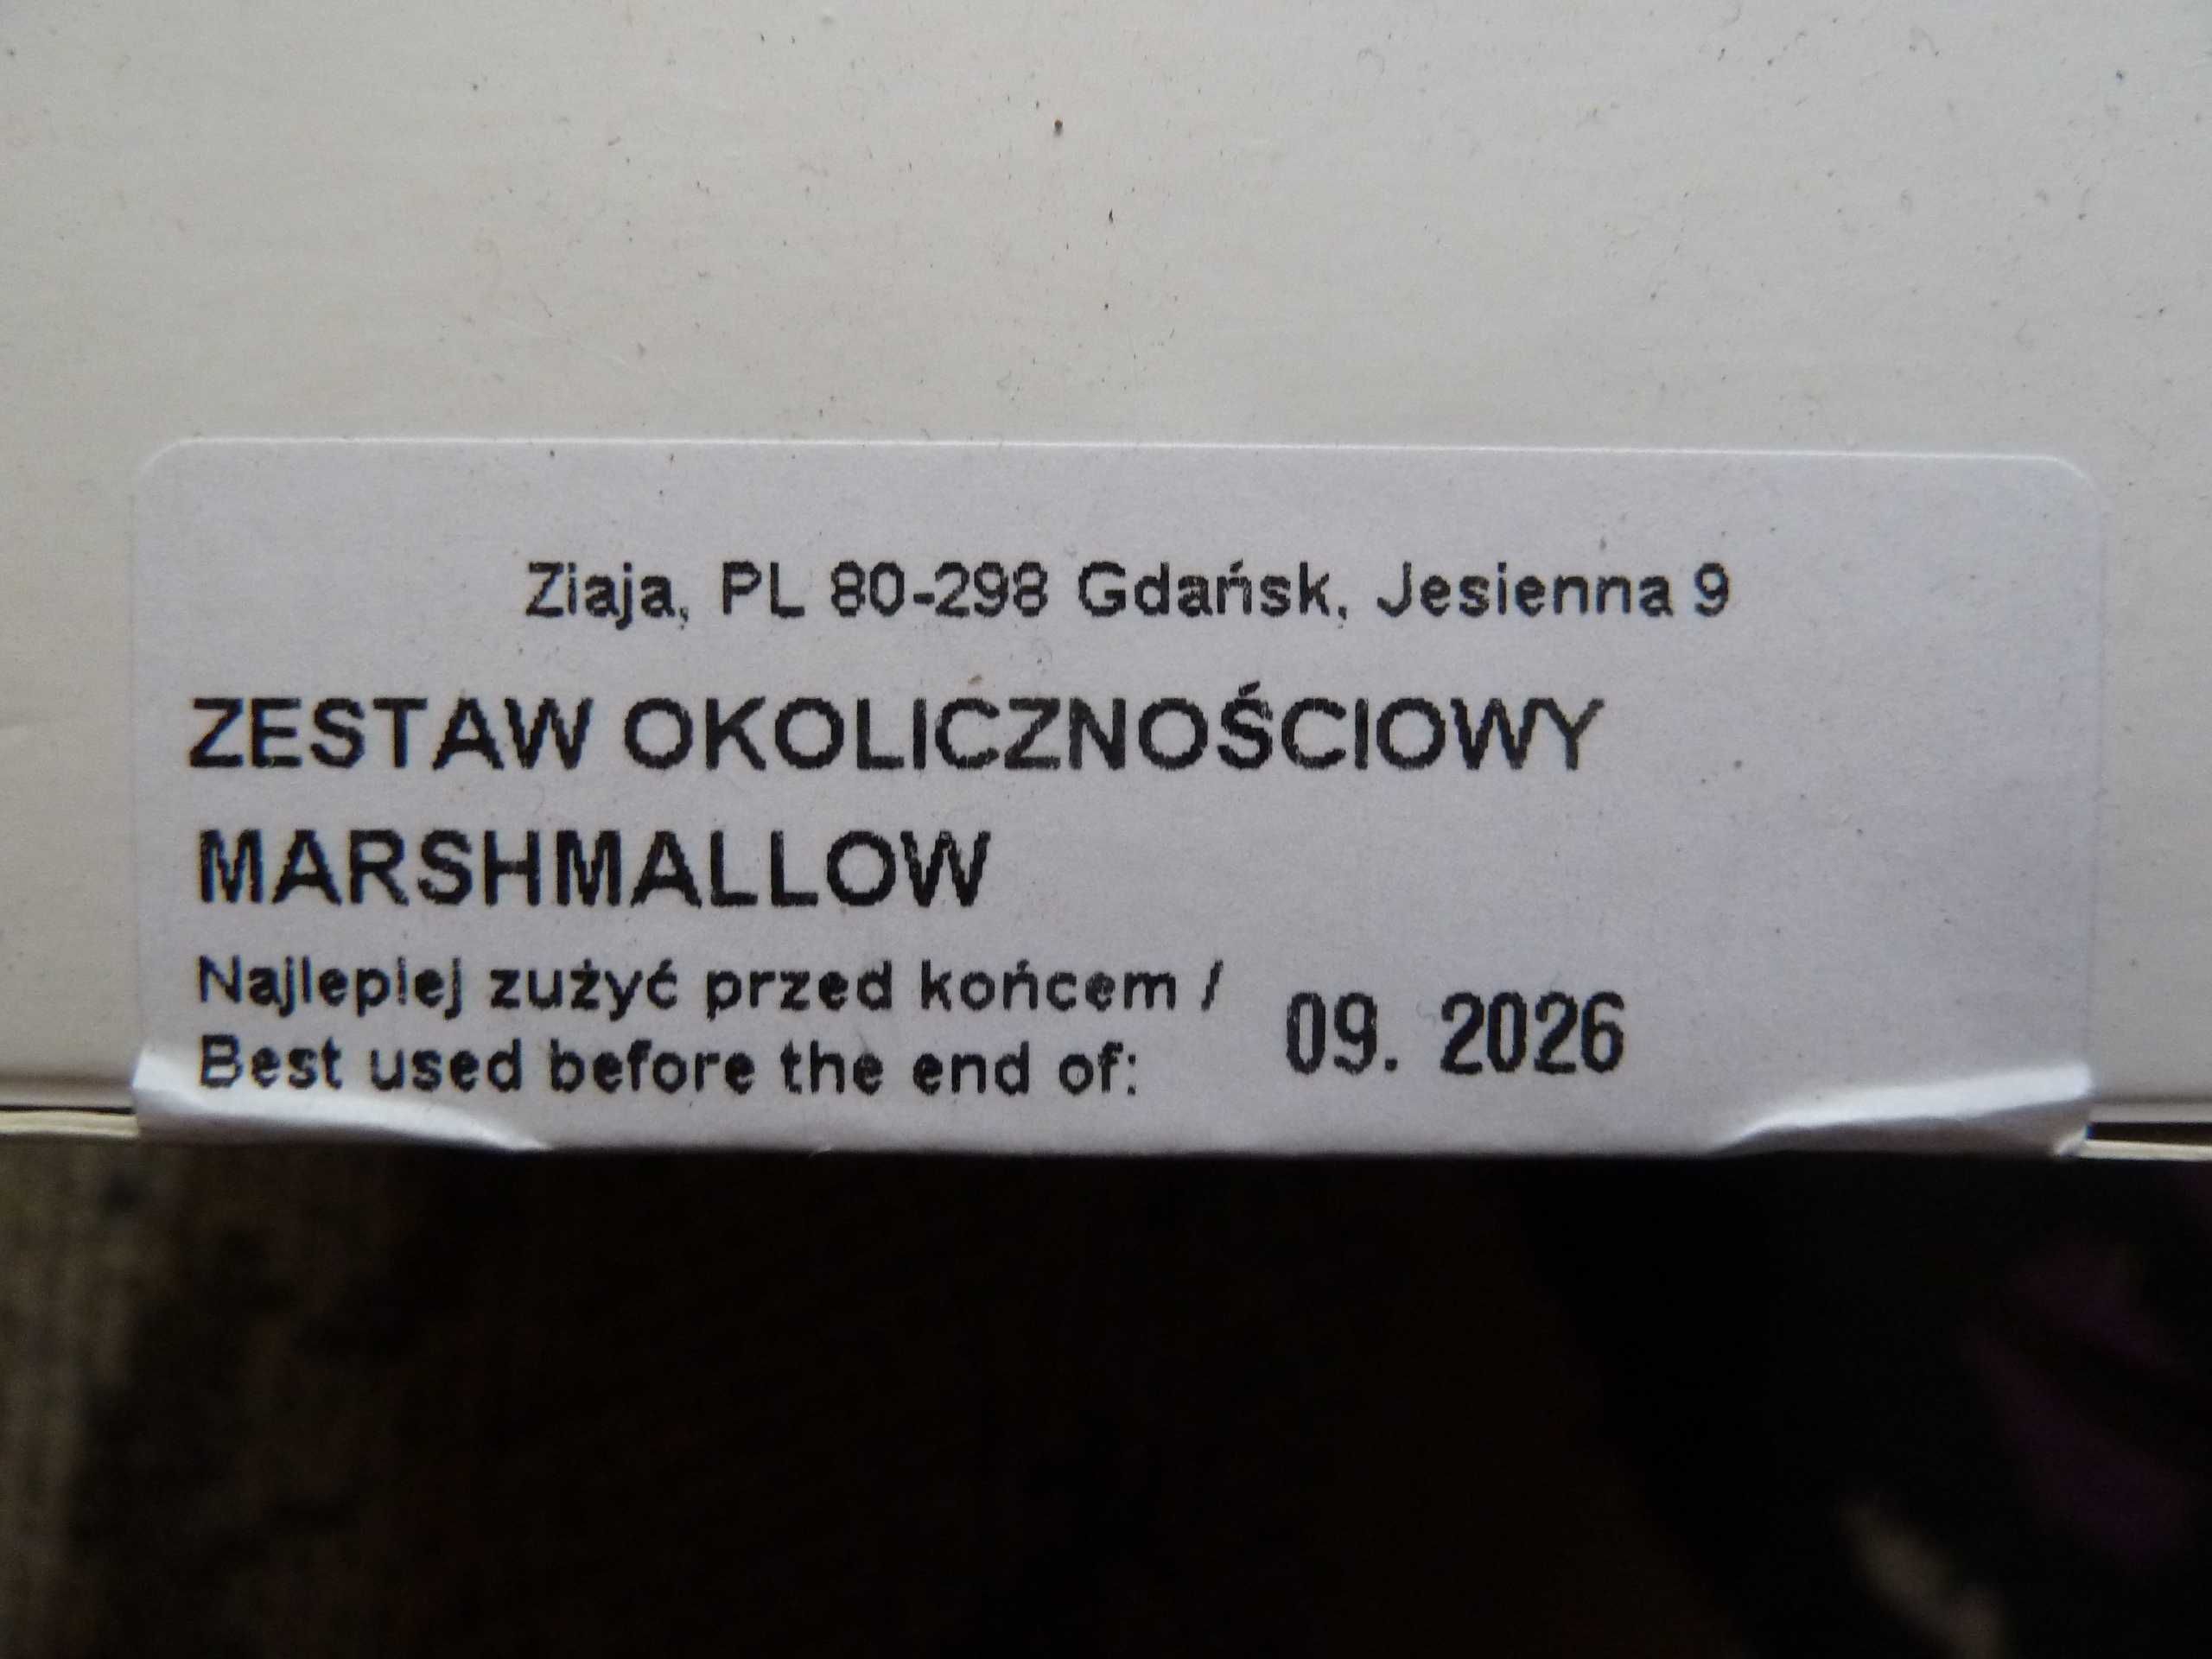 Ziaja, PL 80-298 Gdańsk, Jesienna 9
ZESTAW OKOLICZNOŚCIOWY
MARSHMALLOW
Najlepiej zużyć przed końcem /
Best used before the end of: 09. 2026